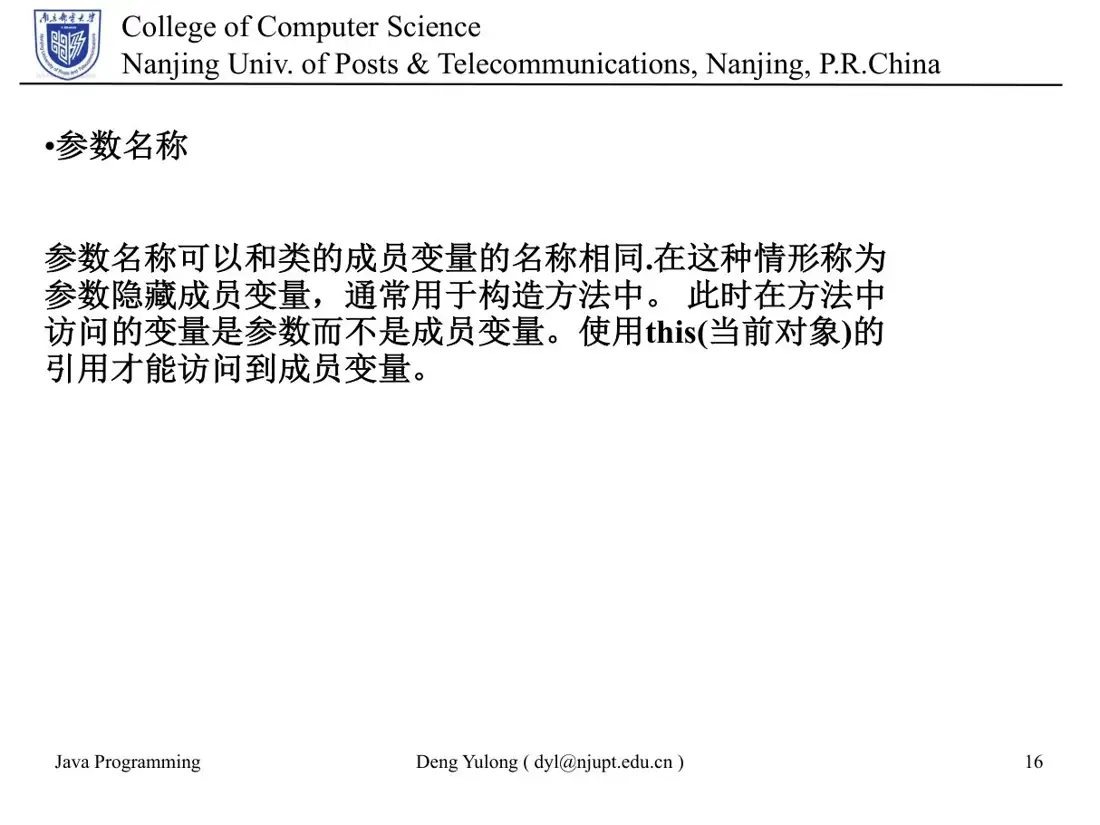 College of Computer Science
Nanjing Univ. of Posts & Telecommunications, Nanjing, P.R.China
•参数名称
参数名称可以和类的成员变量的名称相同.在这种情形称为
参数隐藏成员变量，通常用于构造方法中。 此时在方法中
访问的变量是参数而不是成员变量。使用this(当前对象)的
引用才能访问到成员变量。
Java Programming
Deng Yulong ( dyl@njupt.edu.cn )
16